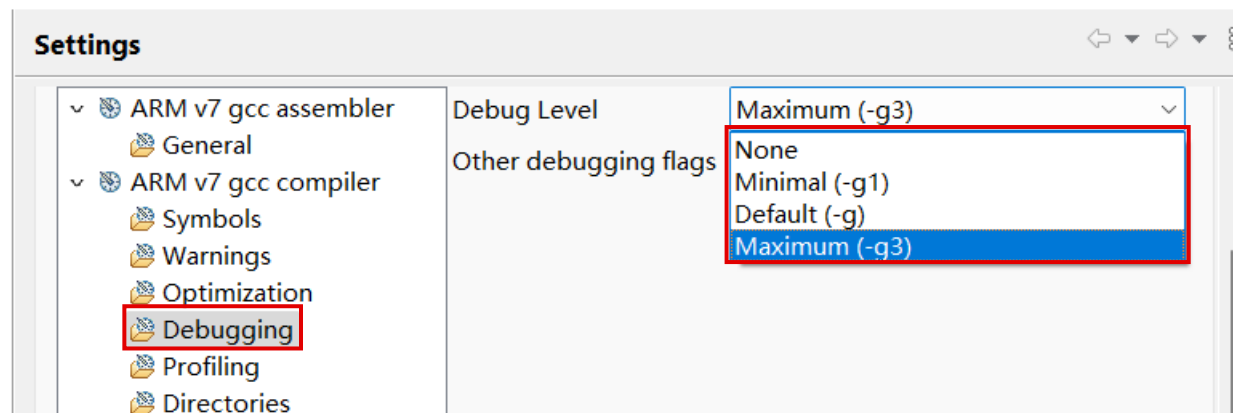 Settings
ARM v7 gcc assembler
General
ARM v7 gcc compiler
Symbols
Warnings
Optimization
Debugging
Profiling
Directories
Debug Level
Maximum (-g3)
Other debugging flags
None
Minimal (-g1)
Default (-g)
Maximum (-g3)